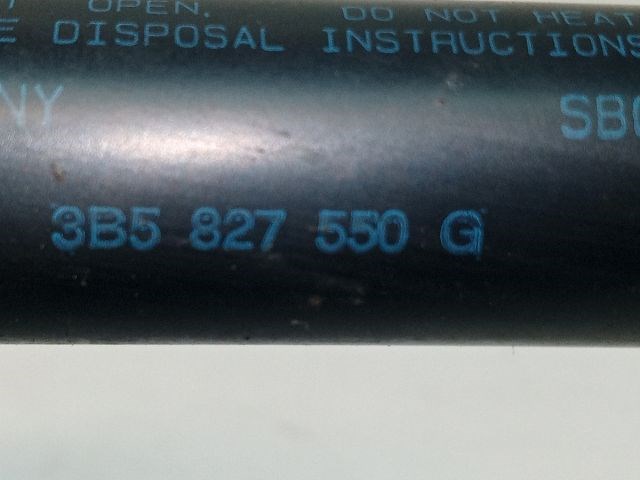 OPEN. DO NOT HEAT
DISPOSAL INSTRUCTIONS
NY SB
3B5 827 550 G